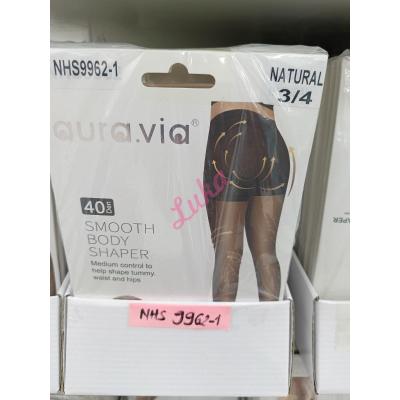 NHS9962-1
NATURAL
3/4
aura.via®
40 Den
SMOOTH
BODY
SHAPER
Medium control to
help shape tummy,
waist and hips
Luka
NHS 9962-1